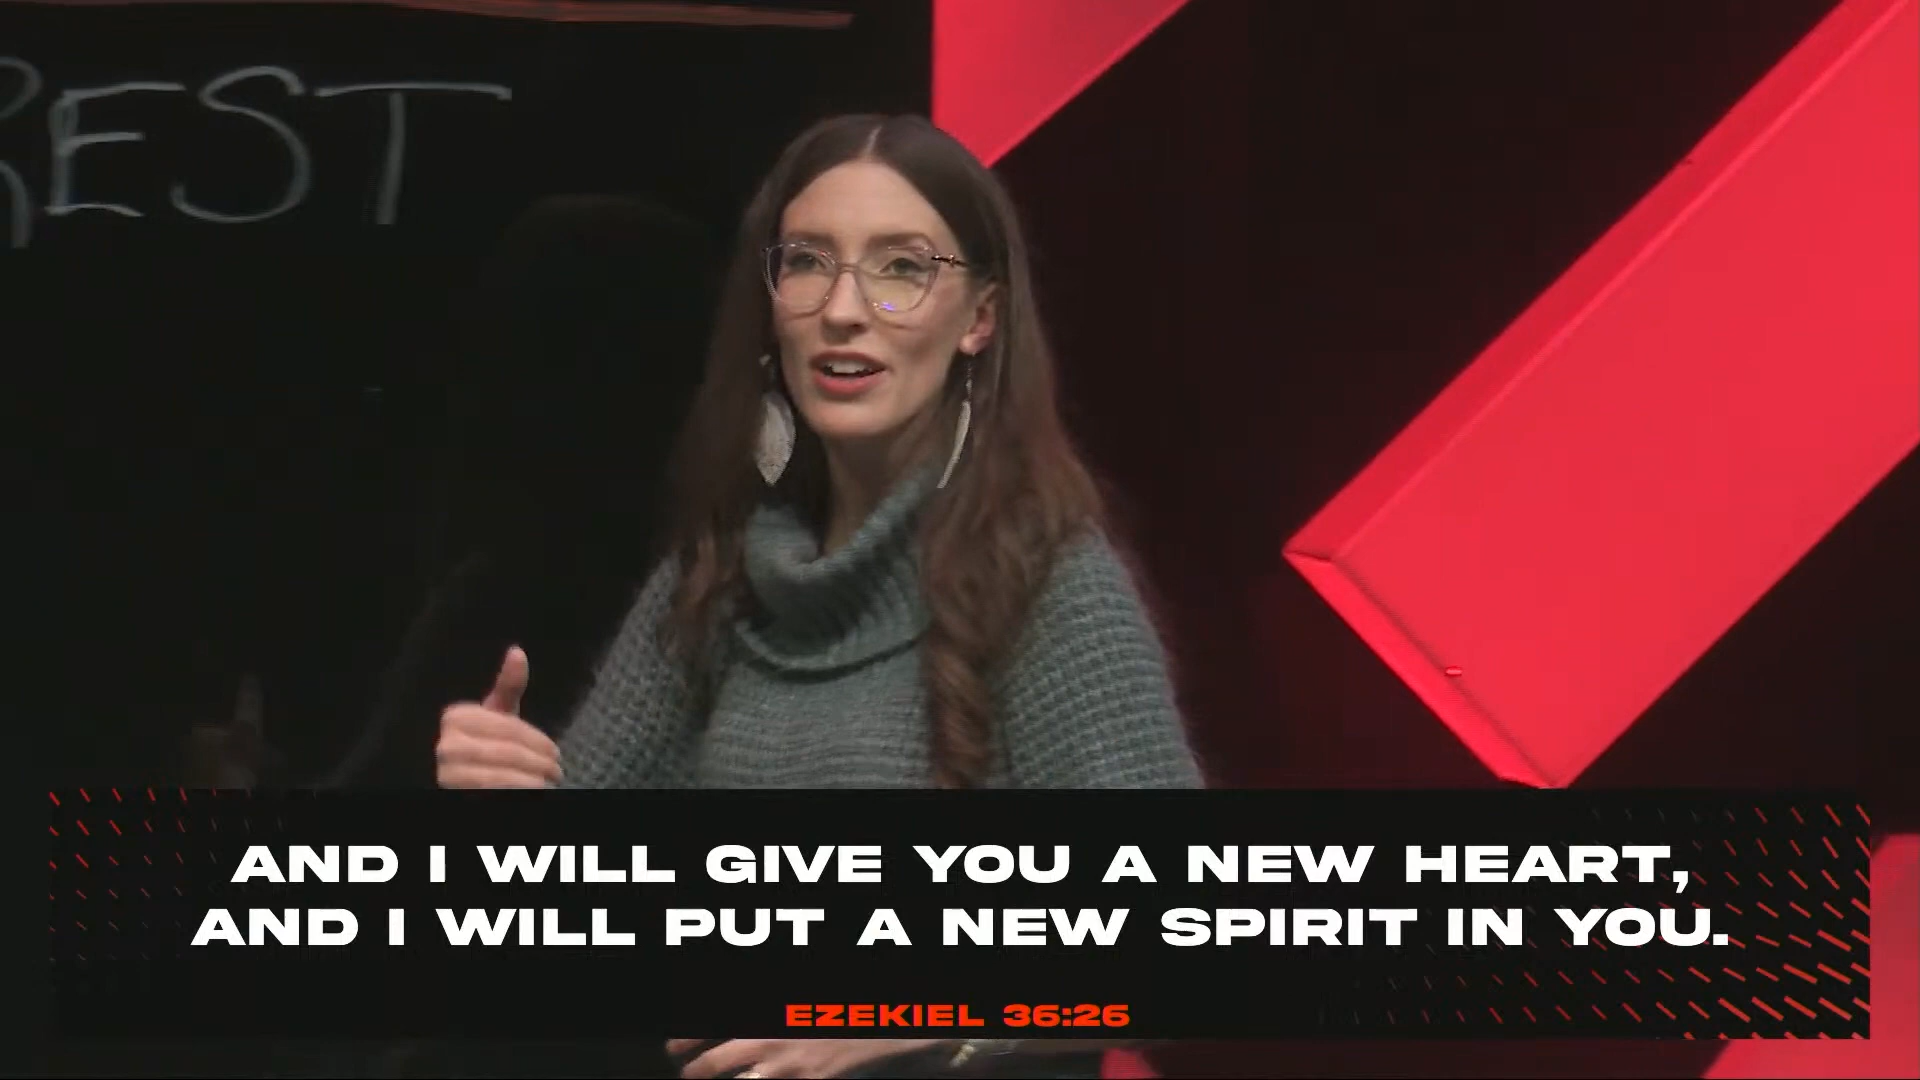 REST
AND I WILL GIVE YOU A NEW HEART,
AND I WILL PUT A NEW SPIRIT IN YOU.
EZEKIEL 36:26